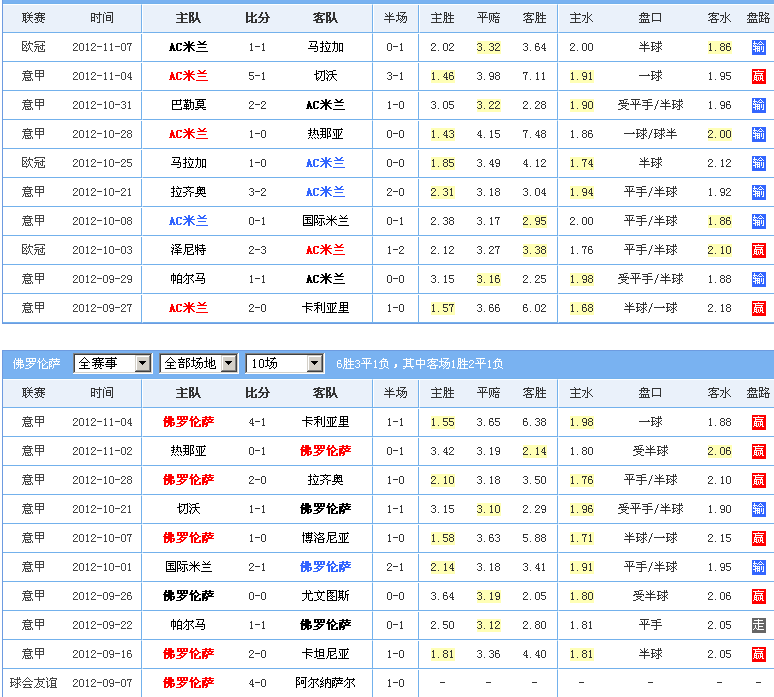 联赛 时间 主队 比分 客队 半场 主胜 平赔 客胜 主水 盘口 客水 盘路
欧冠 2012-11-07 AC米兰 1-1 马拉加 0-1 2.02 3.32 3.64 2.00 半球 1.86 输
意甲 2012-11-04 AC米兰 5-1 切沃 3-1 1.46 3.98 7.11 1.91 一球 1.95 赢
意甲 2012-10-31 巴勒莫 2-2 AC米兰 1-0 3.05 3.22 2.28 1.90 受平手/半球 1.96 输
意甲 2012-10-28 AC米兰 1-0 热那亚 0-0 1.43 4.15 7.48 1.86 一球/球半 2.00 输
欧冠 2012-10-25 马拉加 1-0 AC米兰 0-0 1.85 3.49 4.12 1.74 半球 2.12 输
意甲 2012-10-21 拉齐奥 3-2 AC米兰 2-0 2.31 3.18 3.04 1.94 平手/半球 1.92 输
意甲 2012-10-08 AC米兰 0-1 国际米兰 0-1 2.38 3.17 2.95 2.00 平手/半球 1.86 输
欧冠 2012-10-03 泽尼特 2-3 AC米兰 1-2 2.12 3.27 3.38 1.76 平手/半球 2.10 赢
意甲 2012-09-29 帕尔马 1-1 AC米兰 0-0 3.15 3.16 2.25 1.98 受平手/半球 1.88 输
意甲 2012-09-27 AC米兰 2-0 卡利亚里 1-0 1.57 3.66 6.02 1.68 半球/一球 2.18 赢
佛罗伦萨 全赛事 全部场地 10场 6胜3平1负，其中客场1胜2平1负
联赛 时间 主队 比分 客队 半场 主胜 平赔 客胜 主水 盘口 客水 盘路
意甲 2012-11-04 佛罗伦萨 4-1 卡利亚里 1-1 1.55 3.65 6.38 1.98 一球 1.88 赢
意甲 2012-11-02 热那亚 0-1 佛罗伦萨 0-1 3.42 3.19 2.14 1.80 受半球 2.06 赢
意甲 2012-10-28 佛罗伦萨 2-0 拉齐奥 1-0 2.10 3.18 3.50 1.76 平手/半球 2.10 赢
意甲 2012-10-21 切沃 1-1 佛罗伦萨 1-1 3.15 3.10 2.29 1.96 受平手/半球 1.90 输
意甲 2012-10-07 佛罗伦萨 1-0 博洛尼亚 1-0 1.58 3.63 5.88 1.71 半球/一球 2.15 赢
意甲 2012-10-01 国际米兰 2-1 佛罗伦萨 2-1 2.14 3.18 3.41 1.91 平手/半球 1.95 输
意甲 2012-09-26 佛罗伦萨 0-0 尤文图斯 0-0 3.64 3.19 2.05 1.80 受半球 2.06 赢
意甲 2012-09-22 帕尔马 1-1 佛罗伦萨 0-1 2.50 3.12 2.80 1.81 平手 2.05 走
意甲 2012-09-16 佛罗伦萨 2-0 卡坦尼亚 1-0 1.81 3.36 4.40 1.81 半球 2.05 赢
球会友谊 2012-09-07 佛罗伦萨 4-0 阿尔纳萨尔 1-0 - - - - - -